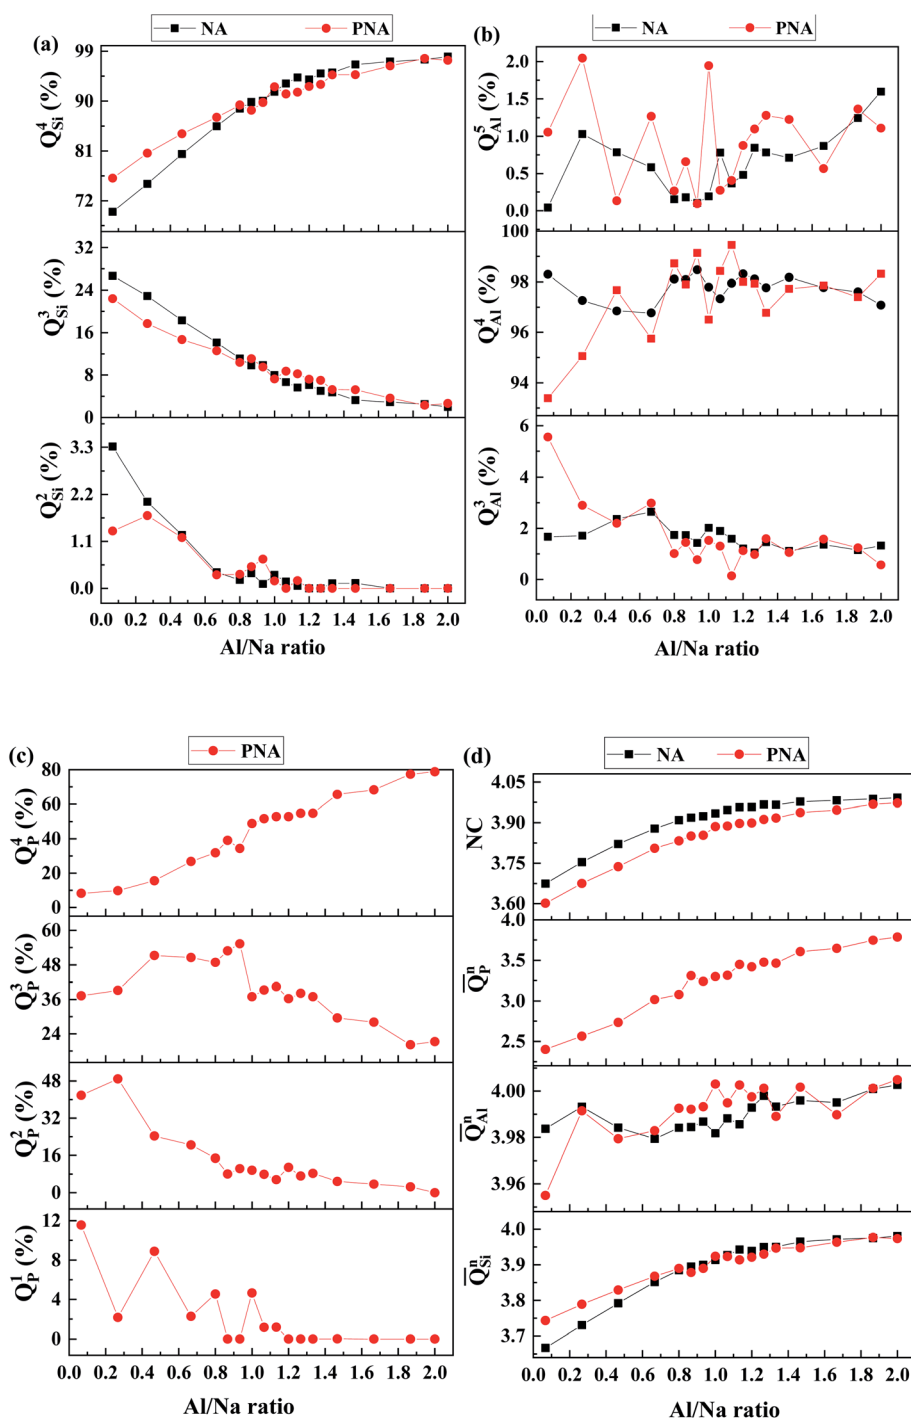 (a)
NA PNA
99
90
81
72
Q⁴Si (%)
32
24
16
8
0
Q³Si (%)
3.3
2.2
1.1
0.0
Q²Si (%)
0.0 0.2 0.4 0.6 0.8 1.0 1.2 1.4 1.6 1.8 2.0
Al/Na ratio
(b)
NA PNA
2.0
1.5
1.0
0.5
0.0
Q⁵Al (%)
100
98
96
94
Q⁴Al (%)
6
4
2
0
Q³Al (%)
0.0 0.2 0.4 0.6 0.8 1.0 1.2 1.4 1.6 1.8 2.0
Al/Na ratio
(c)
PNA
80
60
40
20
0
Q⁴P (%)
60
48
36
24
Q³P (%)
48
32
16
0
Q²P (%)
12
8
4
0
Q¹P (%)
0.0 0.2 0.4 0.6 0.8 1.0 1.2 1.4 1.6 1.8 2.0
Al/Na ratio
(d)
NA PNA
4.05
3.90
3.75
3.60
NC
4.0
3.5
3.0
2.5
Q̅ⁿP
4.00
3.98
3.96
Q̅ⁿAl
4.0
3.9
3.8
3.7
Q̅ⁿSi
0.0 0.2 0.4 0.6 0.8 1.0 1.2 1.4 1.6 1.8 2.0
Al/Na ratio